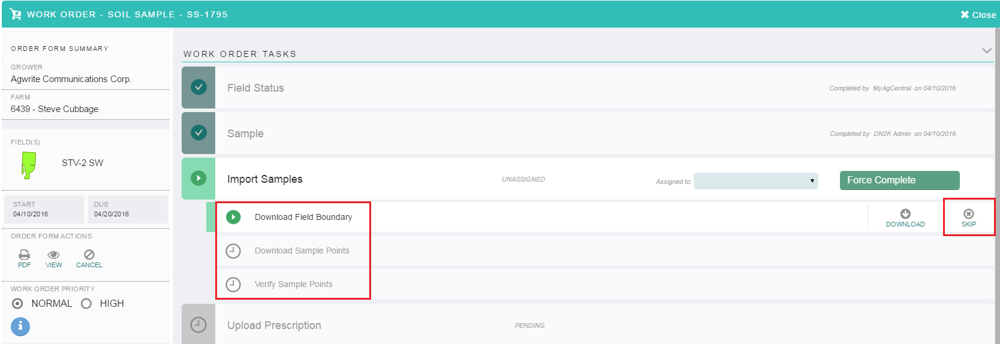 WORK ORDER - SOIL SAMPLE - SS-1795
Close
ORDER FORM SUMMARY
GROWER
Agwrite Communications Corp.
FARM
6439 - Steve Cubbage
FIELD(S)
STV-2 SW
START
04/10/2016
DUE
04/20/2016
ORDER FORM ACTIONS
PDF
VIEW
CANCEL
WORK ORDER PRIORITY
NORMAL
HIGH
WORK ORDER TASKS
Field Status
Completed by MyAgCentral on 04/10/2016
Sample
Completed by DN2K Admin on 04/10/2016
Import Samples
UNASSIGNED
Assigned to:
Force Complete
Download Field Boundary
DOWNLOAD
SKIP
Download Sample Points
Verify Sample Points
Upload Prescription
PENDING